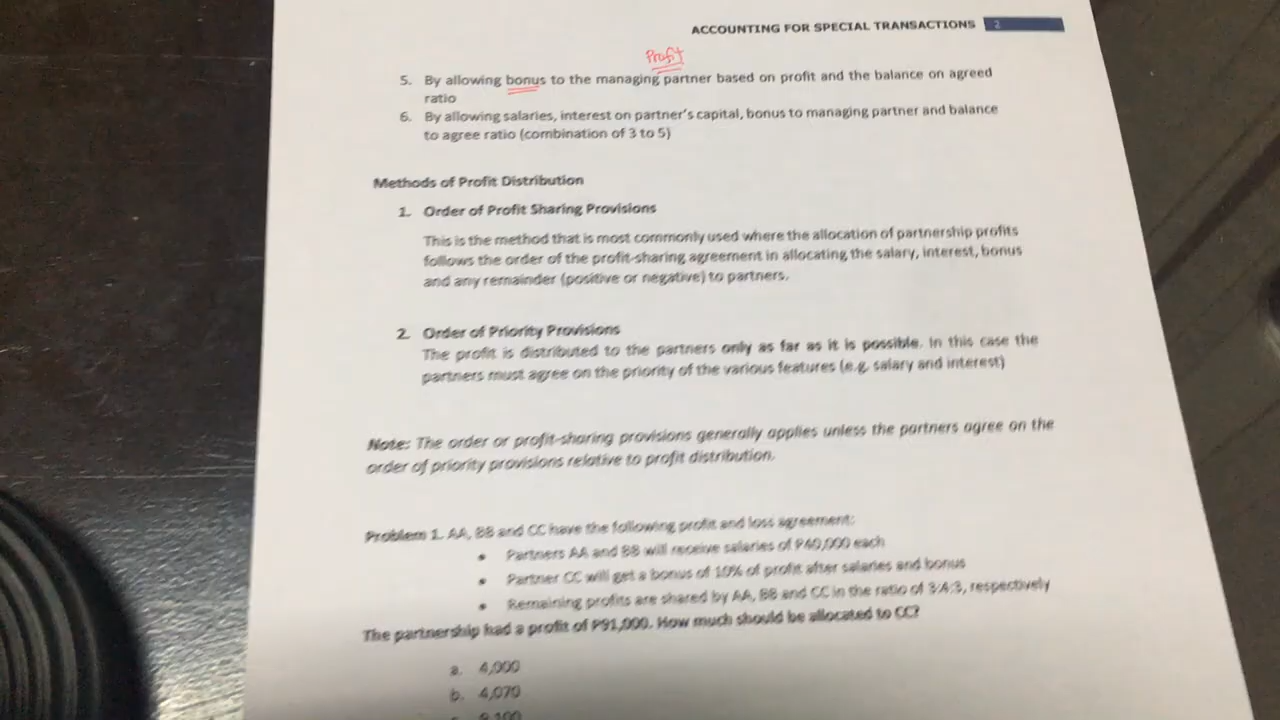 ACCOUNTING FOR SPECIAL TRANSACTIONS 2
Profit
5. By allowing bonus to the managing partner based on profit and the balance on agreed
ratio
6. By allowing salaries, interest on partner's capital, bonus to managing partner and balance
to agree ratio (combination of 3 to 5)
Methods of Profit Distribution
1. Order of Profit Sharing Provisions
This is the method that is most commonly used where the allocation of partnership profits
follows the order of the profit-sharing agreement in allocating the salary, interest, bonus
and any remainder (positive or negative) to partners.
2. Order of Priority Provisions
The profit is distributed to the partners only as far as it is possible. In this case the
partners must agree on the priority of the various features (e.g. salary and interest)
Note: The order or profit-sharing provisions generally applies unless the partners agree on the
order of priority provisions relative to profit distribution.
Problem 1. AA, BB and CC have the following profit and loss agreement:
• Partners AA and BB will receive salaries of P40,000 each
• Partner CC will get a bonus of 10% of profit after salaries and bonus
• Remaining profits are shared by AA, BB and CC in the ratio of 3:4:3, respectively
The partnership had a profit of P91,000. How much should be allocated to CC?
a. 4,000
b. 4,070
c. 9,100